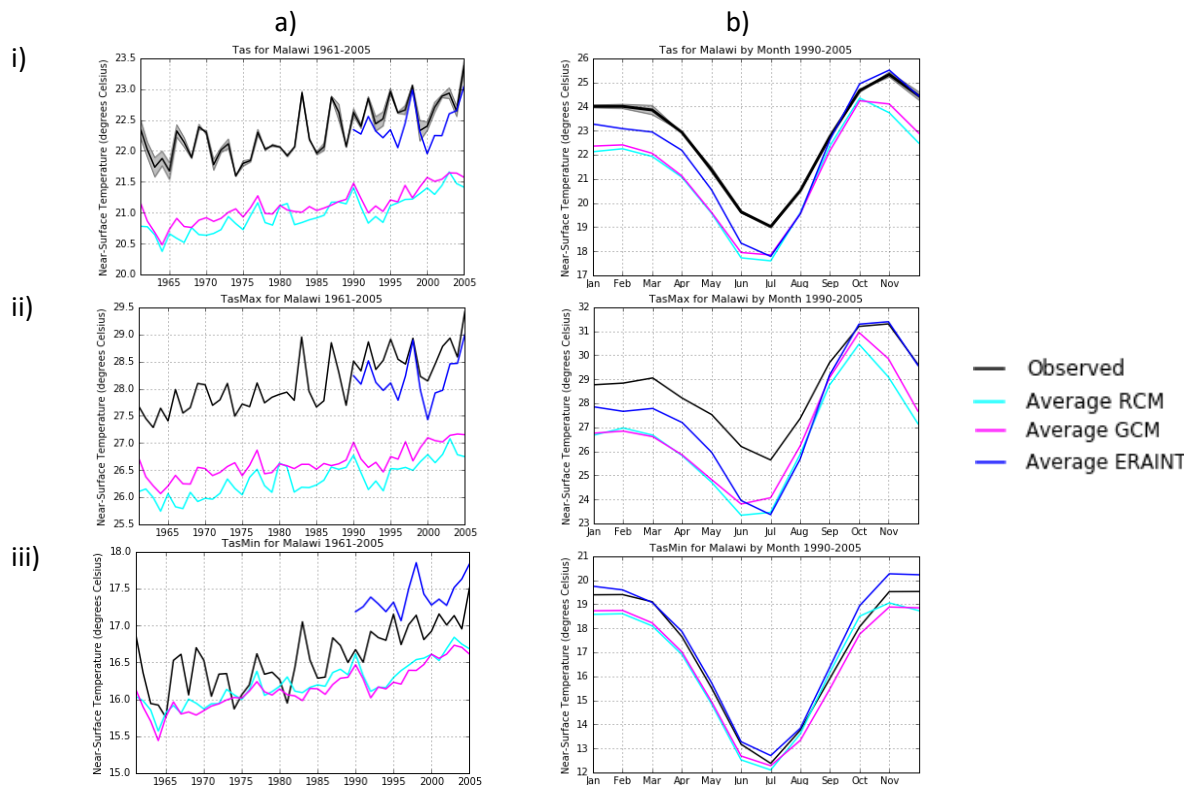 a)
b)
i)
Tas for Malawi 1961-2005
Near-Surface Temperature (degrees Celsius)
23.5
23.0
22.5
22.0
21.5
21.0
20.5
20.0
1965 1970 1975 1980 1985 1990 1995 2000 2005
Tas for Malawi by Month 1990-2005
Near-Surface Temperature (degrees Celsius)
26
25
24
23
22
21
20
19
18
17
Jan Feb Mar Apr May Jun Jul Aug Sep Oct Nov
ii)
TasMax for Malawi 1961-2005
Near-Surface Temperature (degrees Celsius)
29.5
29.0
28.5
28.0
27.5
27.0
26.5
26.0
25.5
1965 1970 1975 1980 1985 1990 1995 2000 2005
TasMax for Malawi by Month 1990-2005
Near-Surface Temperature (degrees Celsius)
32
31
30
29
28
27
26
25
24
23
Jan Feb Mar Apr May Jun Jul Aug Sep Oct Nov
Observed
Average RCM
Average GCM
Average ERAINT
iii)
TasMin for Malawi 1961-2005
Near-Surface Temperature (degrees Celsius)
18.0
17.5
17.0
16.5
16.0
15.5
15.0
1965 1970 1975 1980 1985 1990 1995 2000 2005
TasMin for Malawi by Month 1990-2005
Near-Surface Temperature (degrees Celsius)
21
20
19
18
17
16
15
14
13
12
Jan Feb Mar Apr May Jun Jul Aug Sep Oct Nov